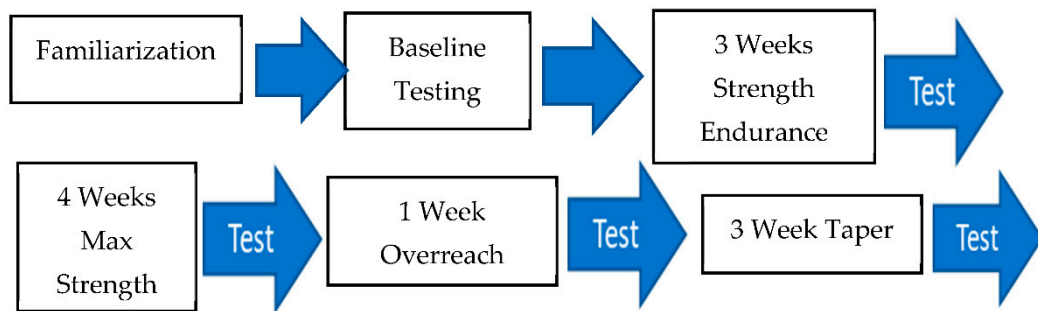 Familiarization
Baseline
Testing
3 Weeks
Strength
Endurance
Test
4 Weeks
Max
Strength
Test
1 Week
Overreach
Test
3 Week Taper
Test